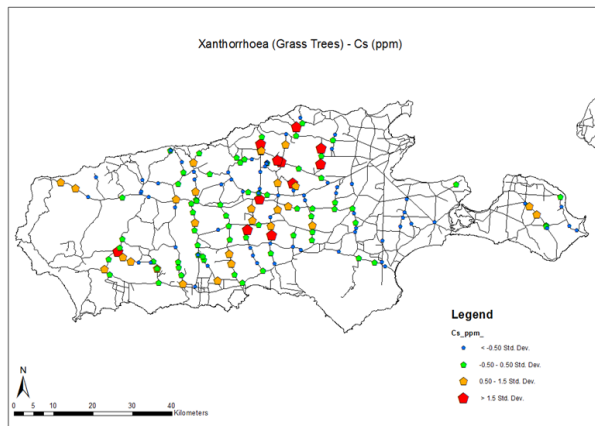 Xanthorrhoea (Grass Trees) - Cs (ppm)
Legend
Cs_ppm_
< -0.50 Std. Dev.
-0.50 - 0.50 Std. Dev.
0.50 - 1.5 Std. Dev.
> 1.5 Std. Dev.
N
0 5 10 20 30 40
Kilometers